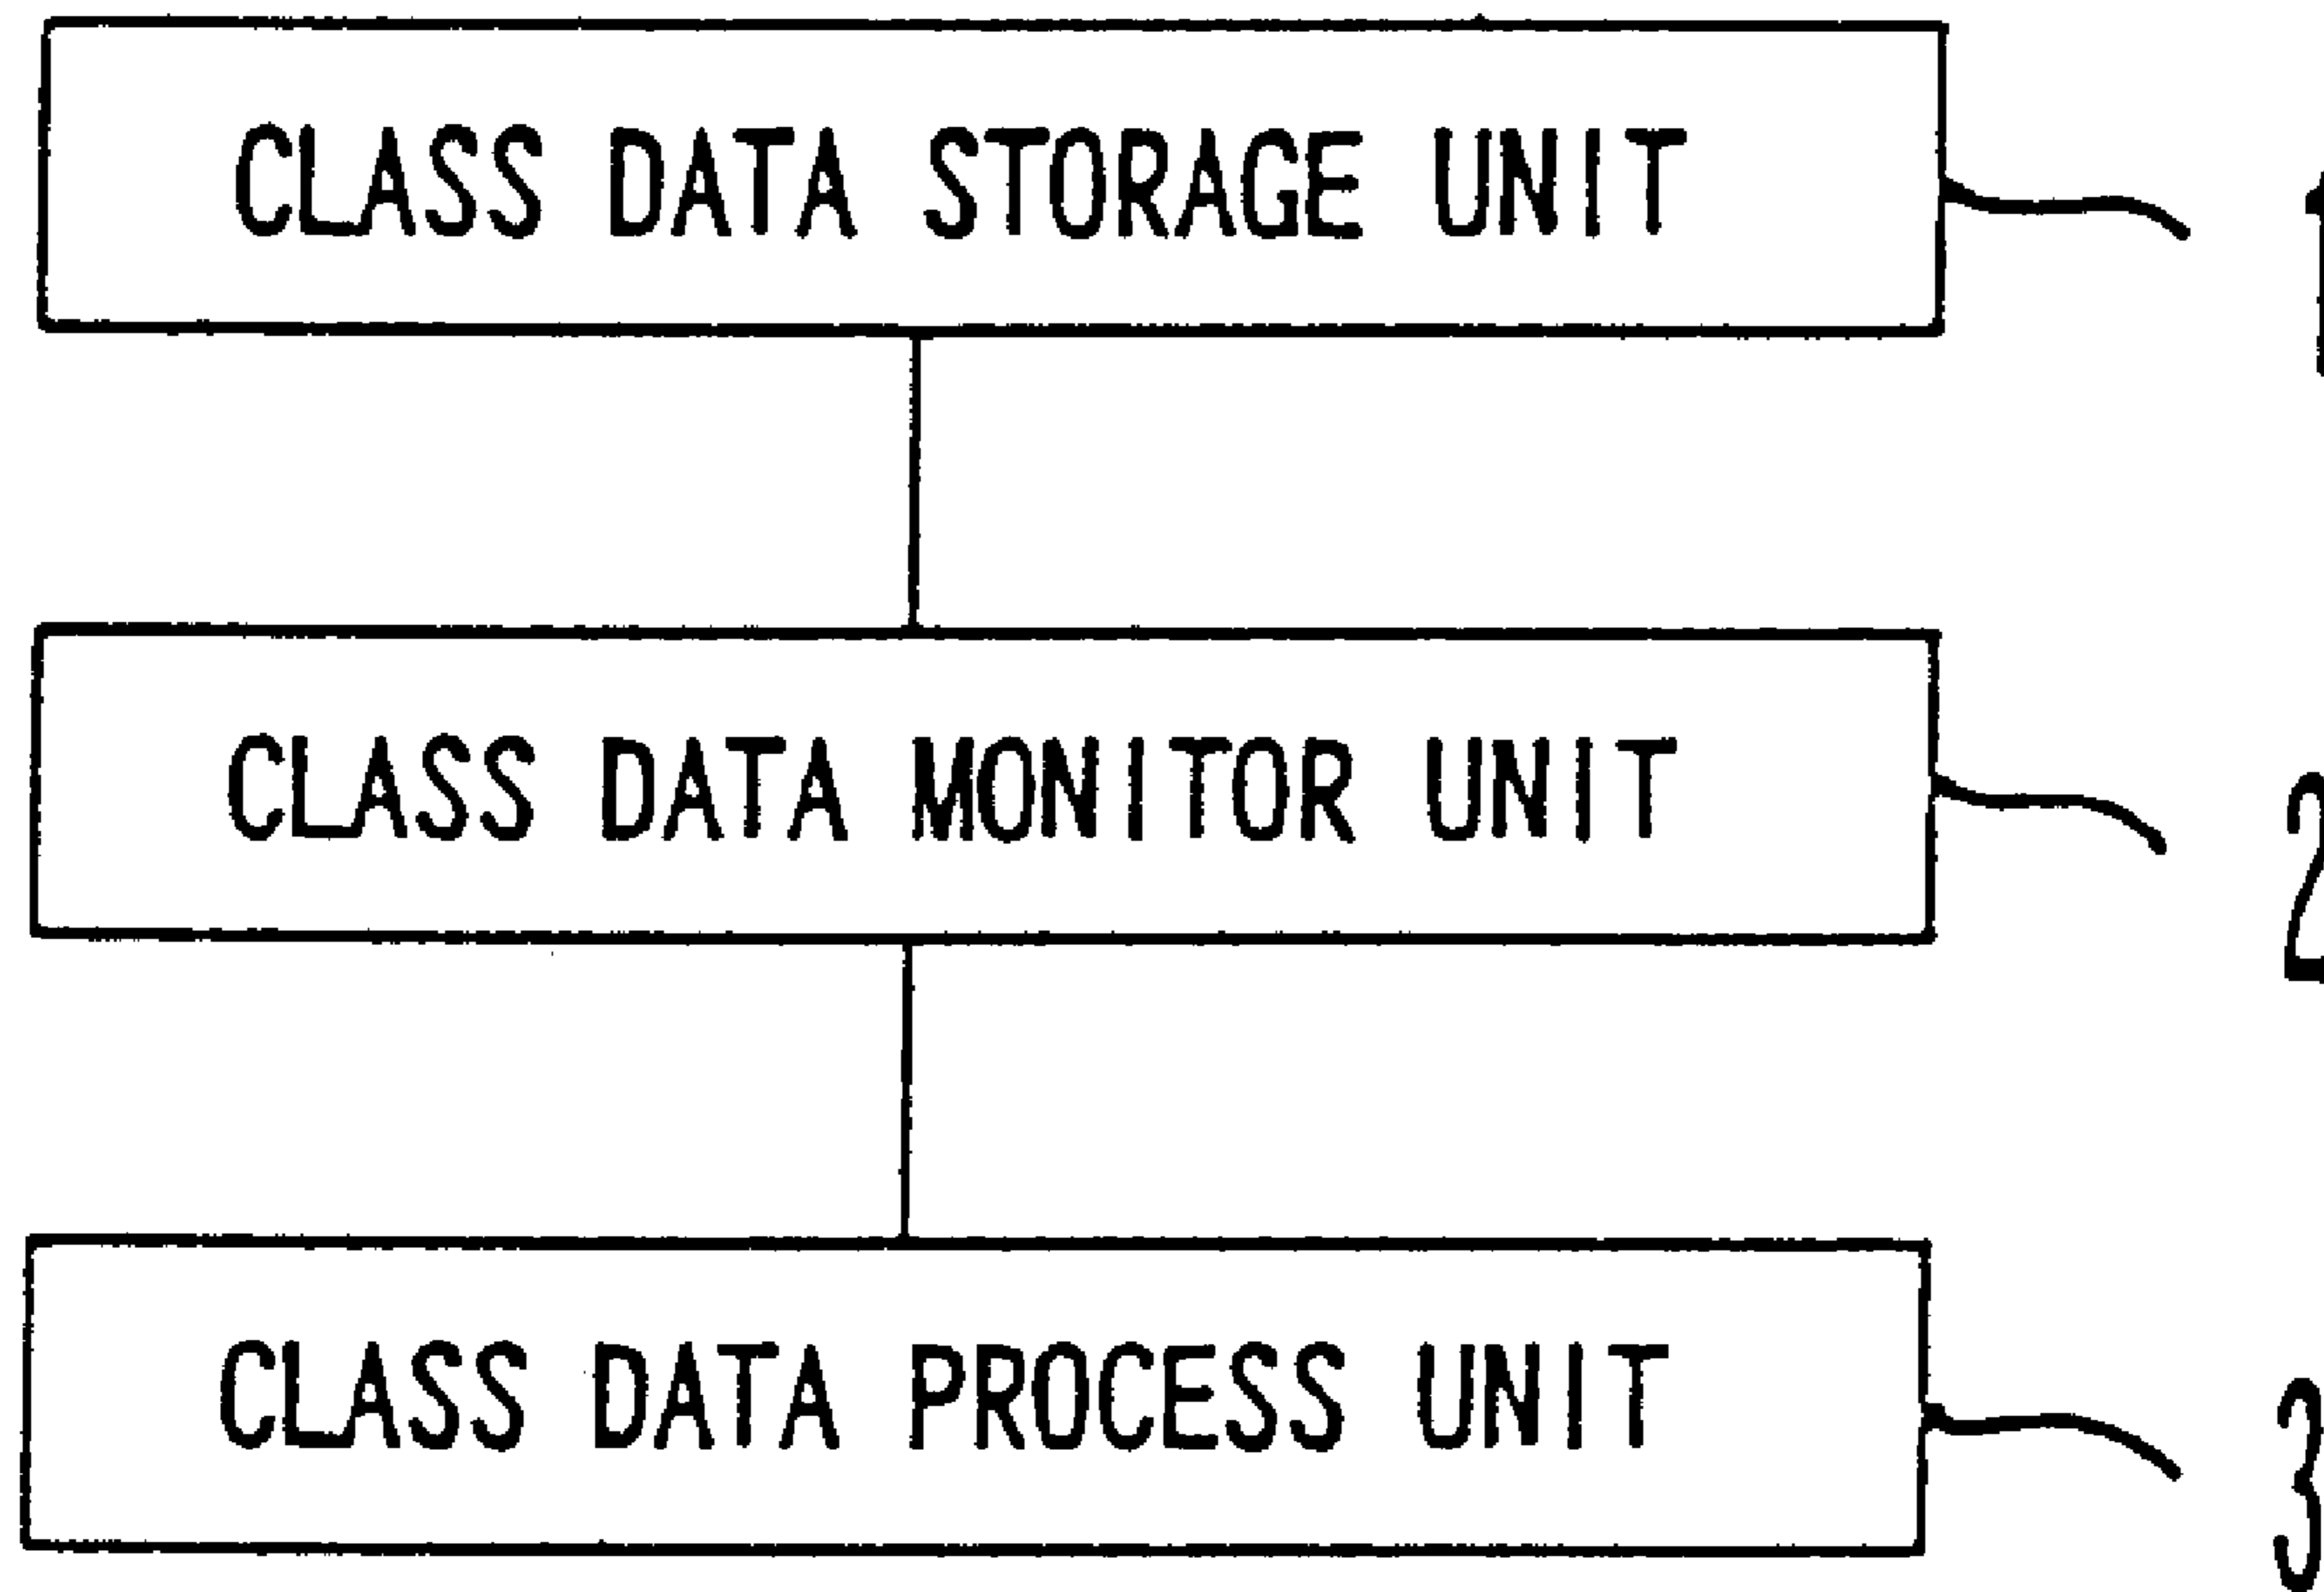 CLASS DATA STORAGE UNIT
1
CLASS DATA MONITOR UNIT
2
CLASS DATA PROCESS UNIT
3